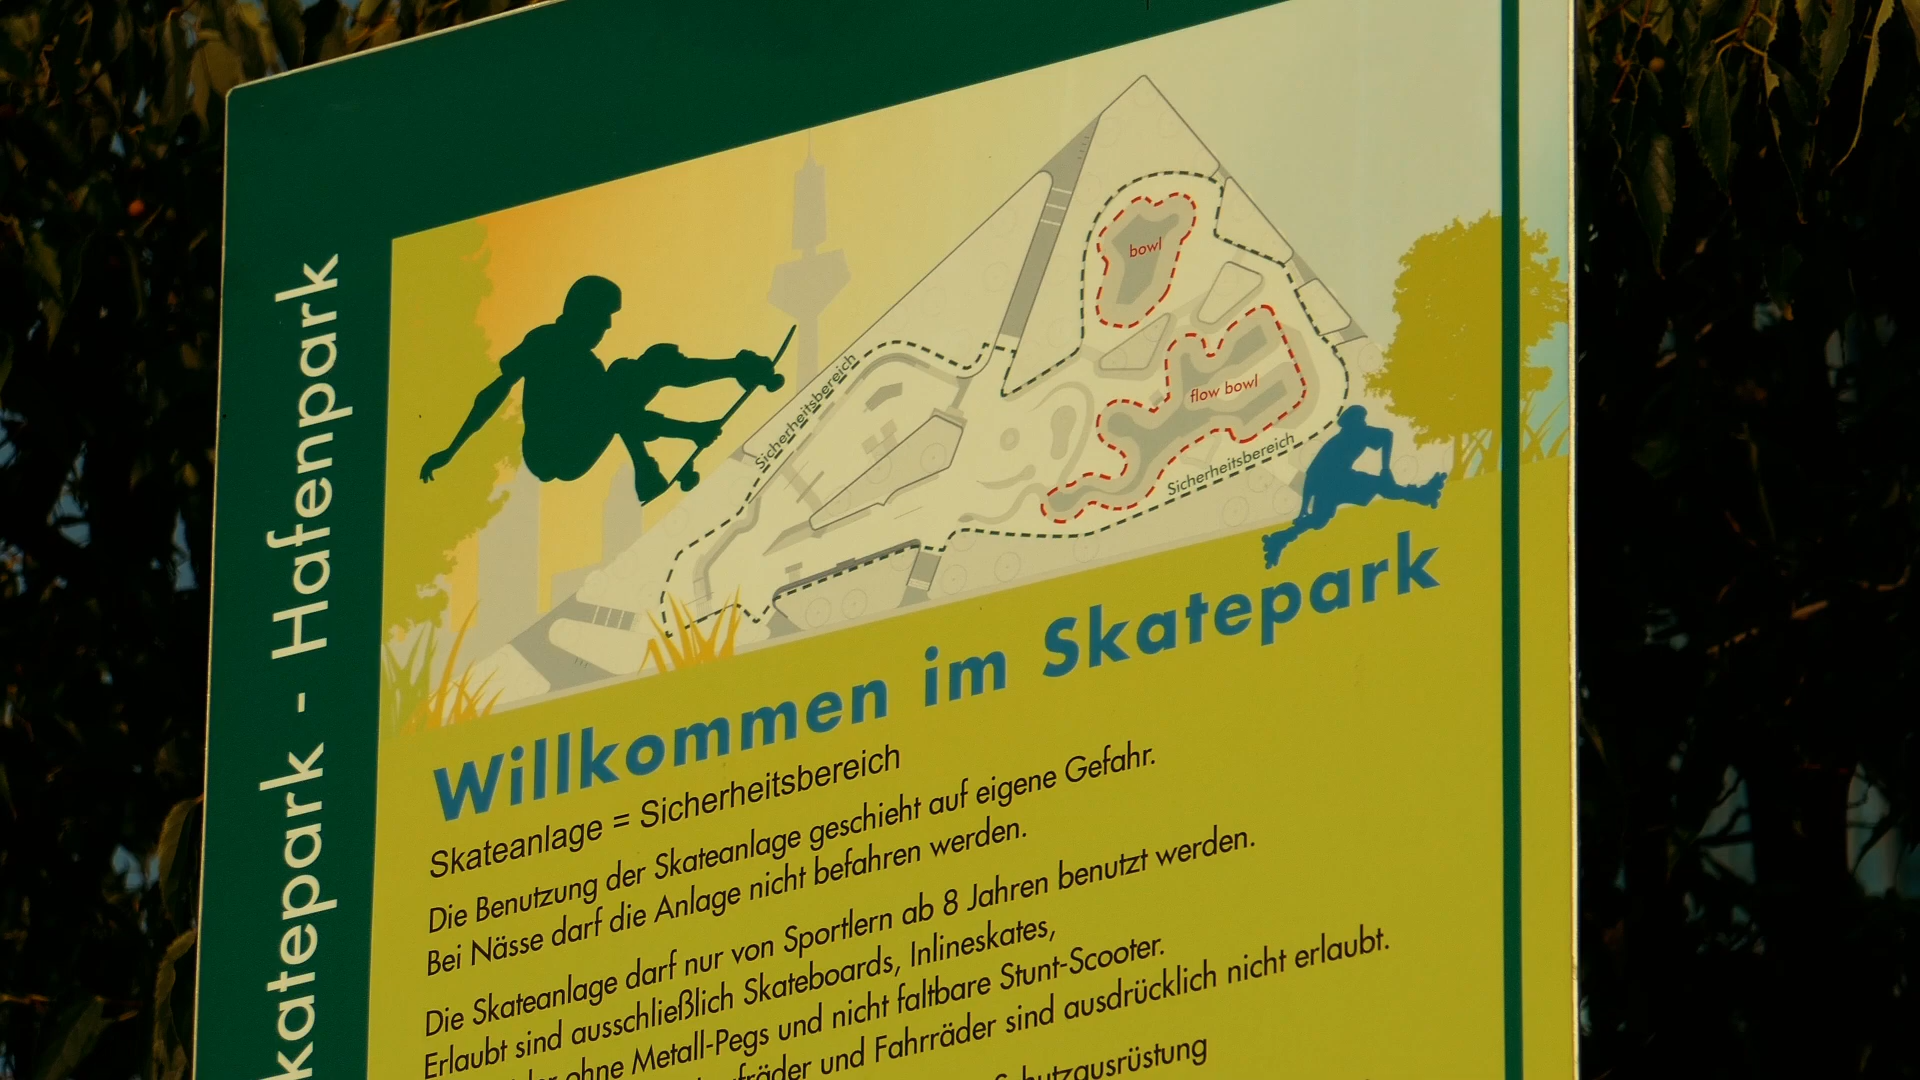 katepark - Hafenpark
bowl
flow bowl
Sicherheitsbereich
Sicherheitsbereich
Willkommen im Skatepark
Skateanlage = Sicherheitsbereich
Die Benutzung der Skateanlage geschieht auf eigene Gefahr.
Bei Nässe darf die Anlage nicht befahren werden.
Die Skateanlage darf nur von Sportlern ab 8 Jahren benutzt werden.
Erlaubt sind ausschließlich Skateboards, Inlineskates,
ohne Metall-Pegs und nicht faltbare Stunt-Scooter.
und Fahrräder sind ausdrücklich nicht erlaubt.